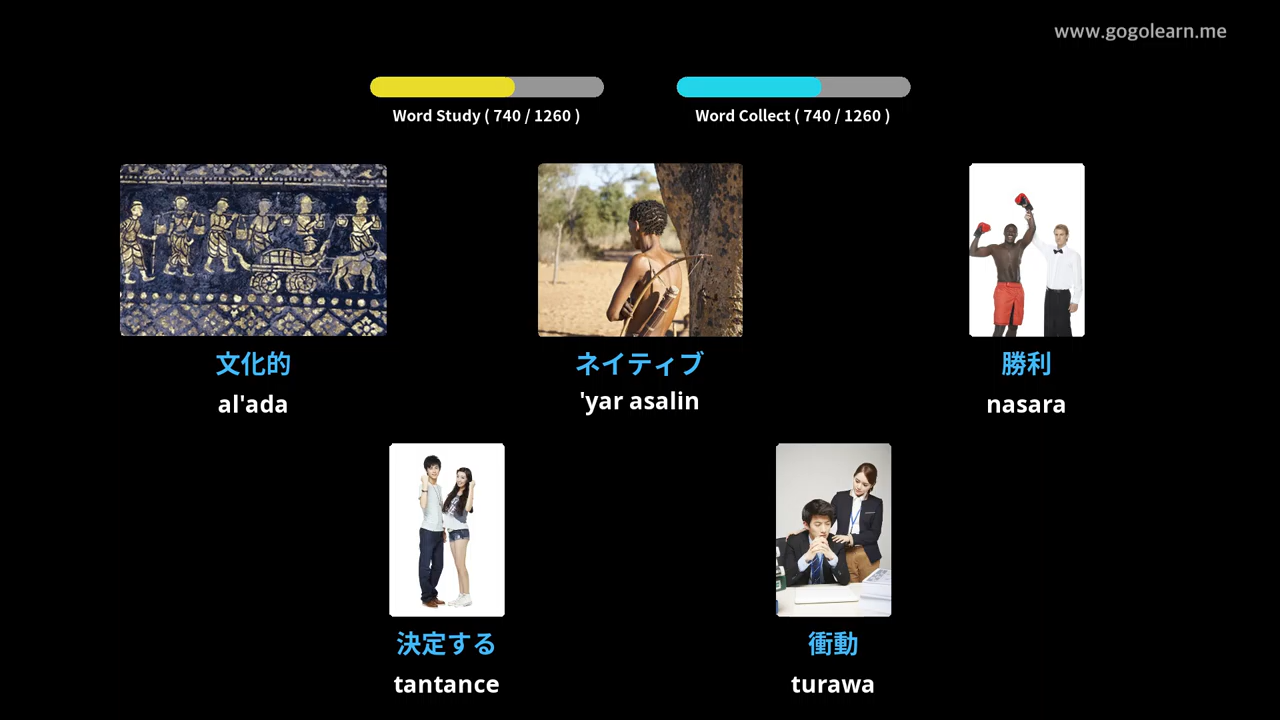 www.gogolearn.me
Word Study ( 740 / 1260 )
Word Collect ( 740 / 1260 )
文化的
al'ada
ネイティブ
'yar asalin
勝利
nasara
決定する
tantance
衝動
turawa